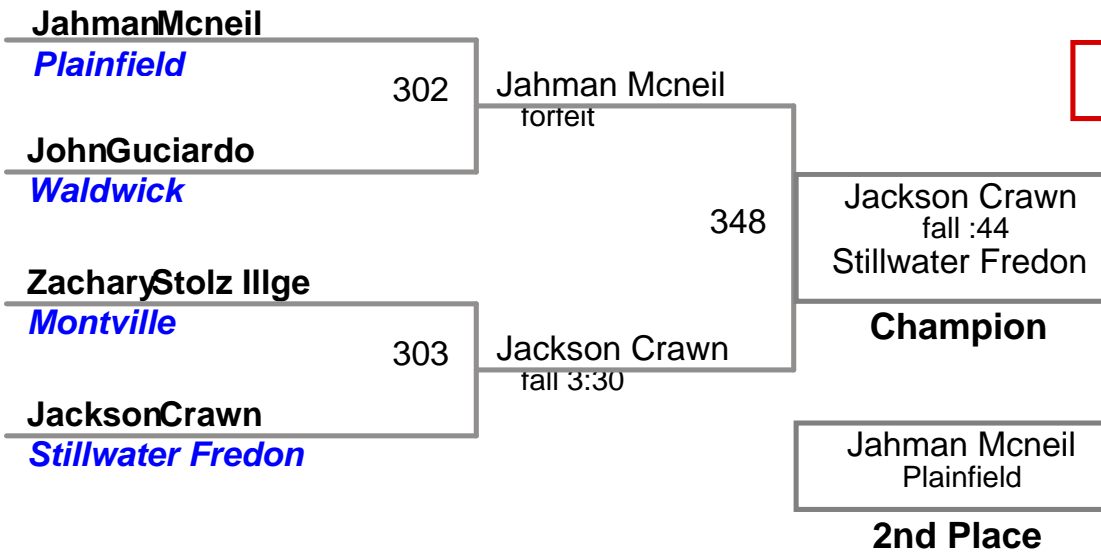 JahmanMcneil
Plainfield
302
Jahman Mcneil
forfeit
JohnGuciardo
Waldwick
348
Jackson Crawn
fall :44
Stillwater Fredon
Champion
ZacharyStolz IIIge
Montville
303
Jackson Crawn
fall 3:30
JacksonCrawn
Stillwater Fredon
Jahman Mcneil
Plainfield
2nd Place